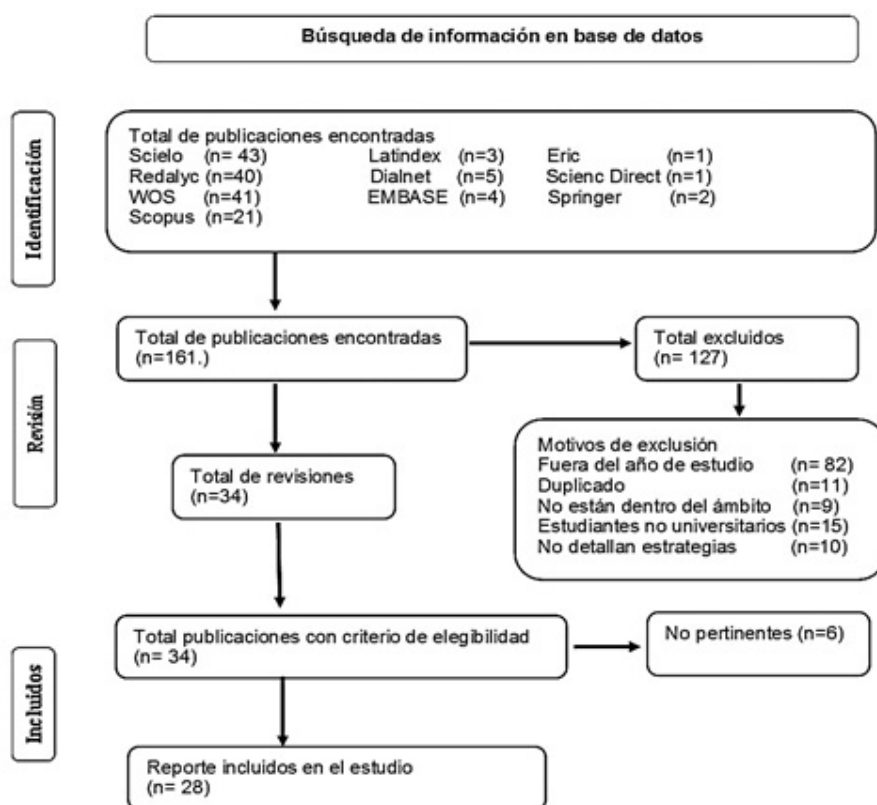 Búsqueda de información en base de datos
Identificación
Total de publicaciones encontradas
Scielo (n= 43) Latindex (n=3) Eric (n=1)
Redalyc (n=40) Dialnet (n=5) Scienc Direct (n=1)
WOS (n=41) EMBASE (n=4) Springer (n=2)
Scopus (n=21)
Revisión
Total de publicaciones encontradas
(n=161.)
Total excluidos
(n= 127)
Motivos de exclusión
Fuera del año de estudio (n= 82)
Duplicado (n=11)
No están dentro del ámbito (n=9)
Estudiantes no universitarios (n=15)
No detallan estrategias (n=10)
Total de revisiones
(n=34)
Incluidos
Total publicaciones con criterio de elegibilidad
(n= 34)
No pertinentes (n=6)
Reporte incluidos en el estudio
(n= 28)